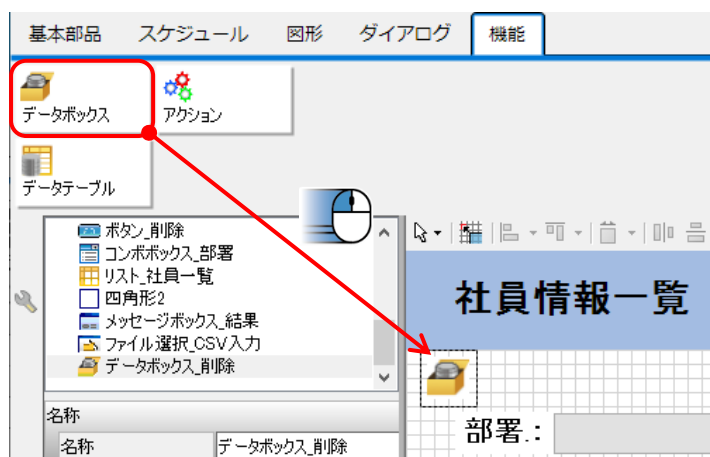 基本部品 スケジュール 図形 ダイアログ 機能
データボックス アクション
データテーブル
ボタン_削除
コンボボックス_部署
リスト_社員一覧
四角形2
メッセージボックス_結果
ファイル選択_CSV入力
データボックス_削除
社員情報一覧
部署.:
名称
名称 データボックス_削除